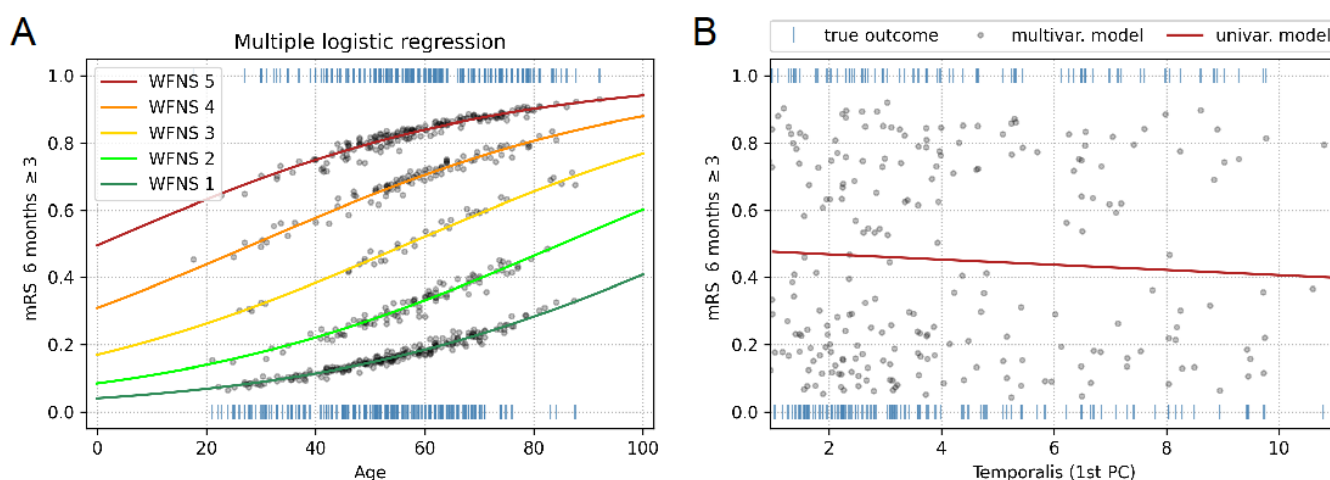 A
Multiple logistic regression
WFNS 5
WFNS 4
WFNS 3
WFNS 2
WFNS 1
mRS 6 months ≥3
1.0
0.8
0.6
0.4
0.2
0.0
0 20 40 60 80 100
Age
B
true outcome multivar. model univar. model
mRS 6 months ≥3
1.0
0.8
0.6
0.4
0.2
0.0
2 4 6 8 10
Temporalis (1st PC)